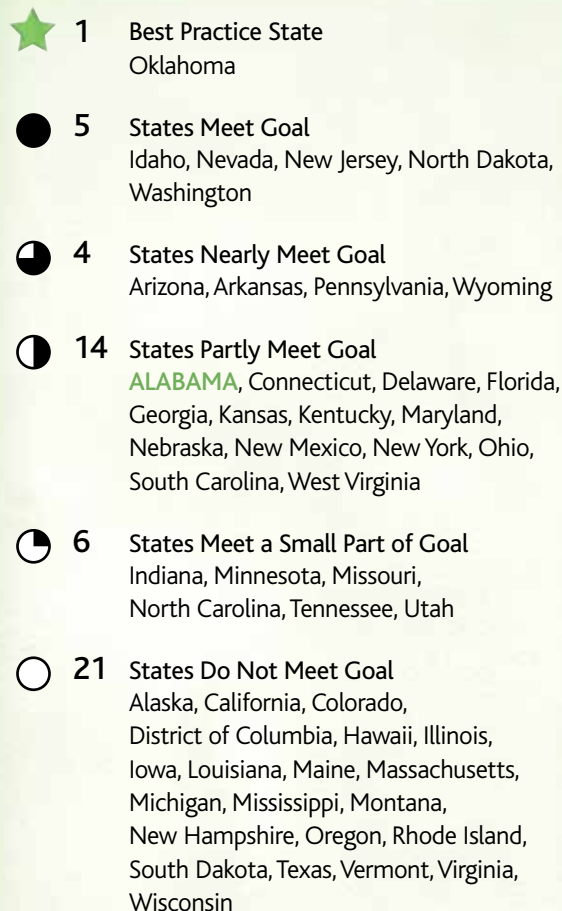 1 Best Practice State
Oklahoma
5 States Meet Goal
Idaho, Nevada, New Jersey, North Dakota,
Washington
4 States Nearly Meet Goal
Arizona, Arkansas, Pennsylvania, Wyoming
14 States Partly Meet Goal
ALABAMA, Connecticut, Delaware, Florida,
Georgia, Kansas, Kentucky, Maryland,
Nebraska, New Mexico, New York, Ohio,
South Carolina, West Virginia
6 States Meet a Small Part of Goal
Indiana, Minnesota, Missouri,
North Carolina, Tennessee, Utah
21 States Do Not Meet Goal
Alaska, California, Colorado,
District of Columbia, Hawaii, Illinois,
Iowa, Louisiana, Maine, Massachusetts,
Michigan, Mississippi, Montana,
New Hampshire, Oregon, Rhode Island,
South Dakota, Texas, Vermont, Virginia,
Wisconsin